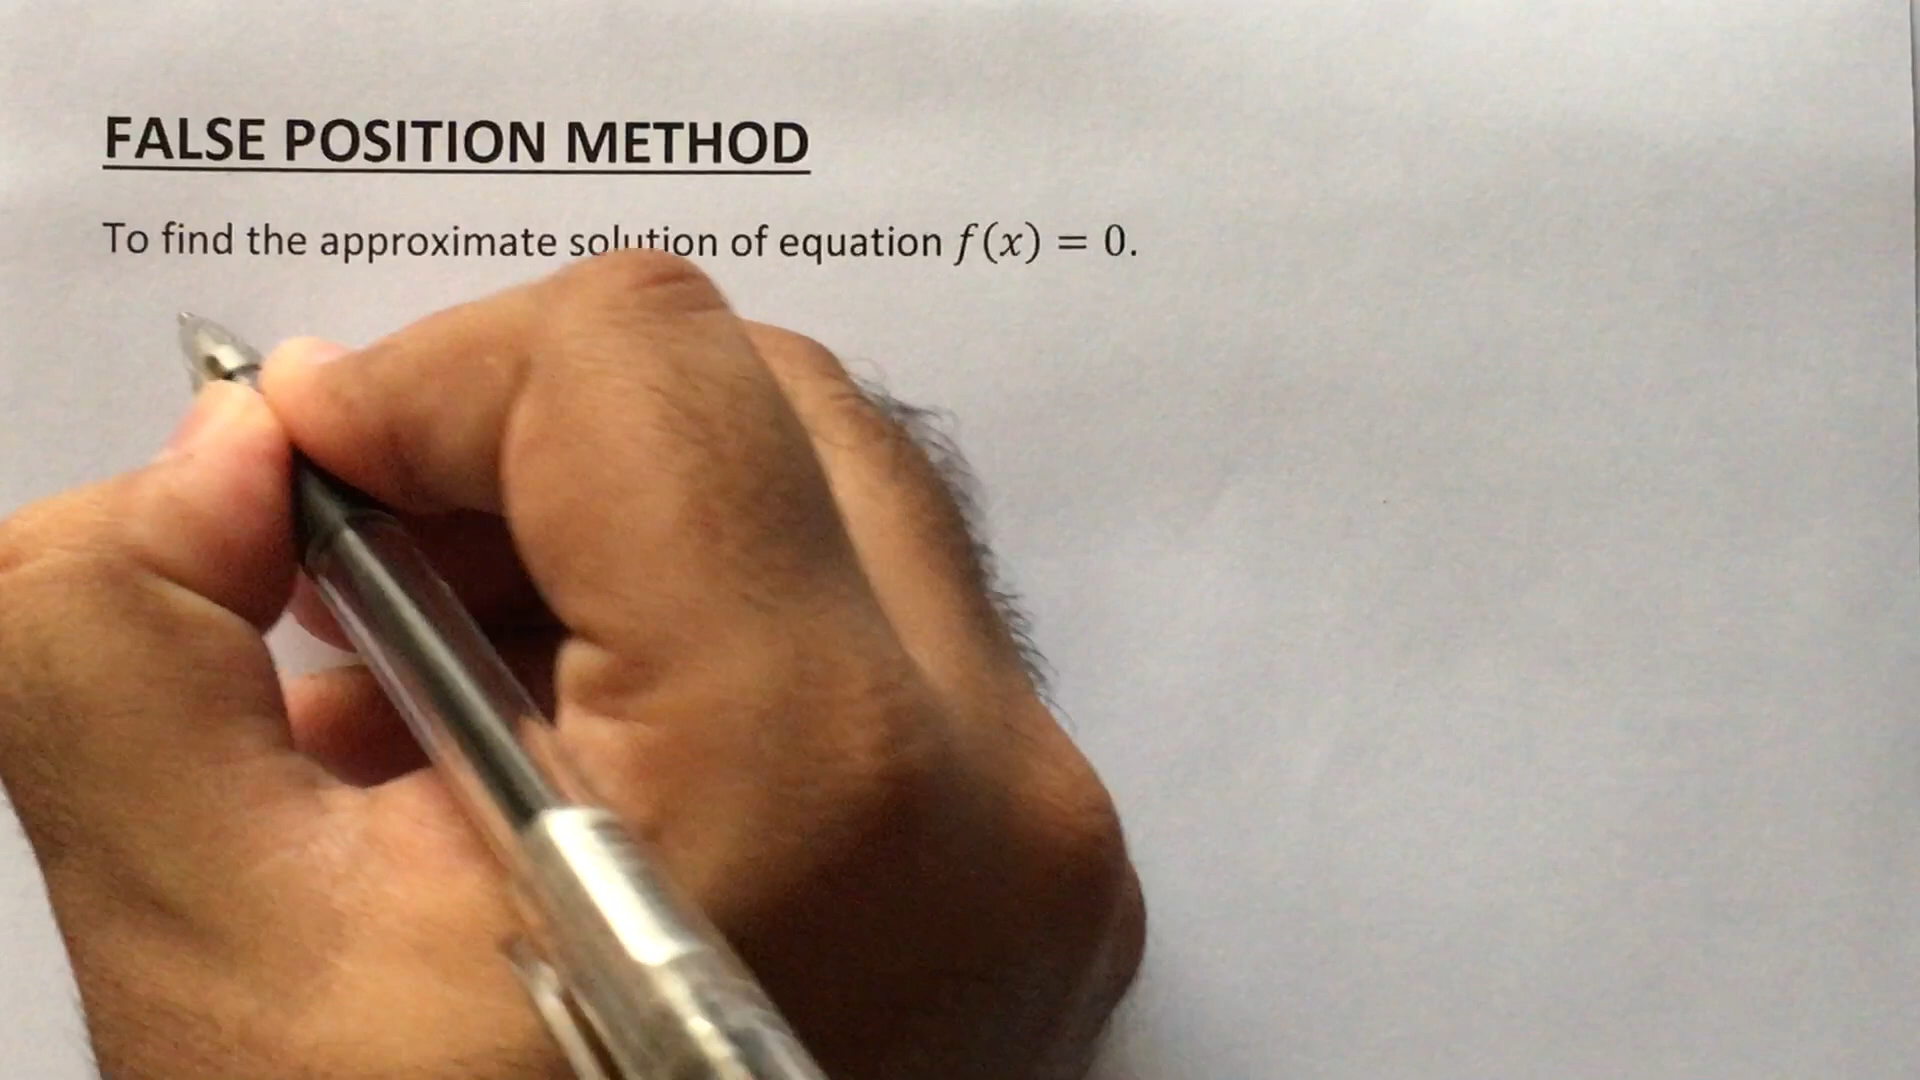 FALSE POSITION METHOD
To find the approximate solution of equation f(x) = 0.